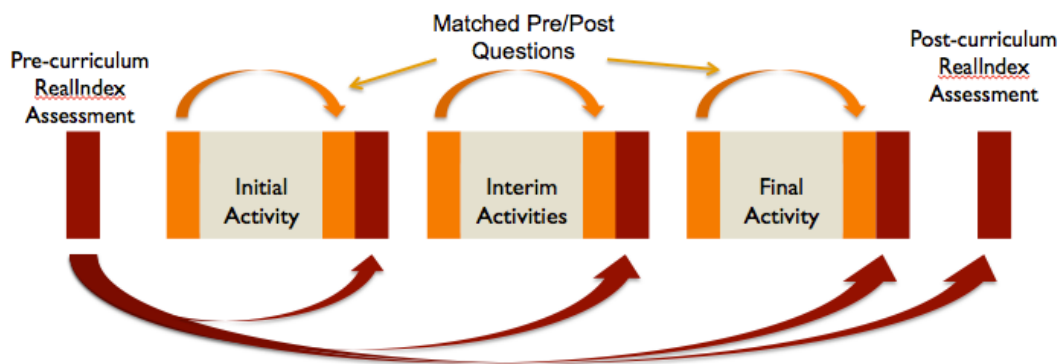 Pre-curriculum
RealIndex
Assessment
Matched Pre/Post
Questions
Post-curriculum
RealIndex
Assessment
Initial
Activity
Interim
Activities
Final
Activity